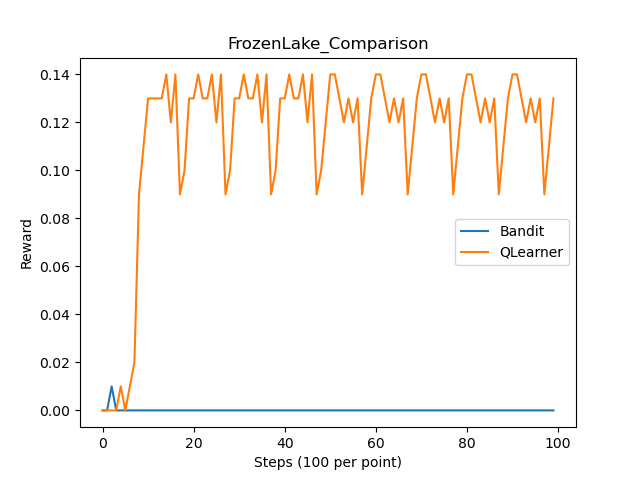 FrozenLake_Comparison
Reward
0.14
0.12
0.10
0.08
0.06
0.04
0.02
0.00
Bandit
QLearner
0 20 40 60 80 100
Steps (100 per point)